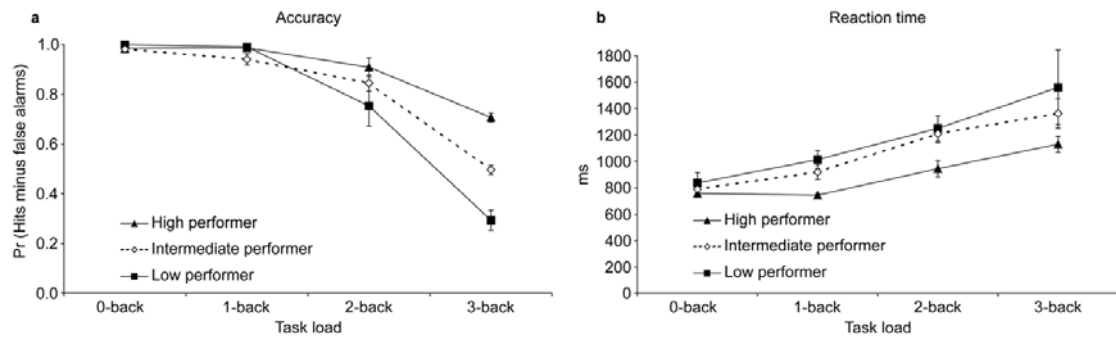 a
Accuracy
Pr (Hits minus false alarms)
1.0
0.8
0.6
0.4
0.2
0.0
High performer
Intermediate performer
Low performer
0-back
1-back
2-back
3-back
Task load
b
Reaction time
ms
1800
1600
1400
1200
1000
800
600
400
200
0
High performer
Intermediate performer
Low performer
0-back
1-back
2-back
3-back
Task load